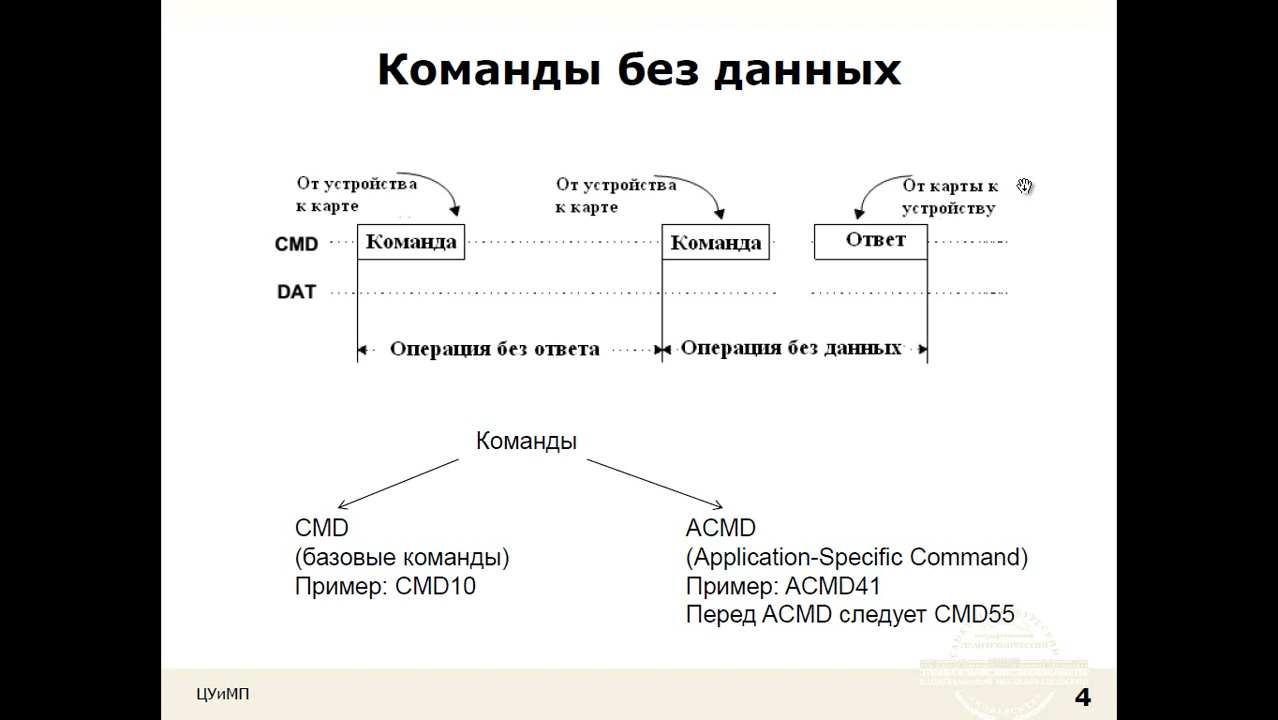 Команды без данных
От устройства
к карте
От устройства
к карте
От карты к
устройству
CMD
Команда
Команда
Ответ
DAT
Операция без ответа
Операция без данных
Команды
CMD
(базовые команды)
Пример: CMD10
ACMD
(Application-Specific Command)
Пример: ACMD41
Перед ACMD следует CMD55
ЦУиМП
4